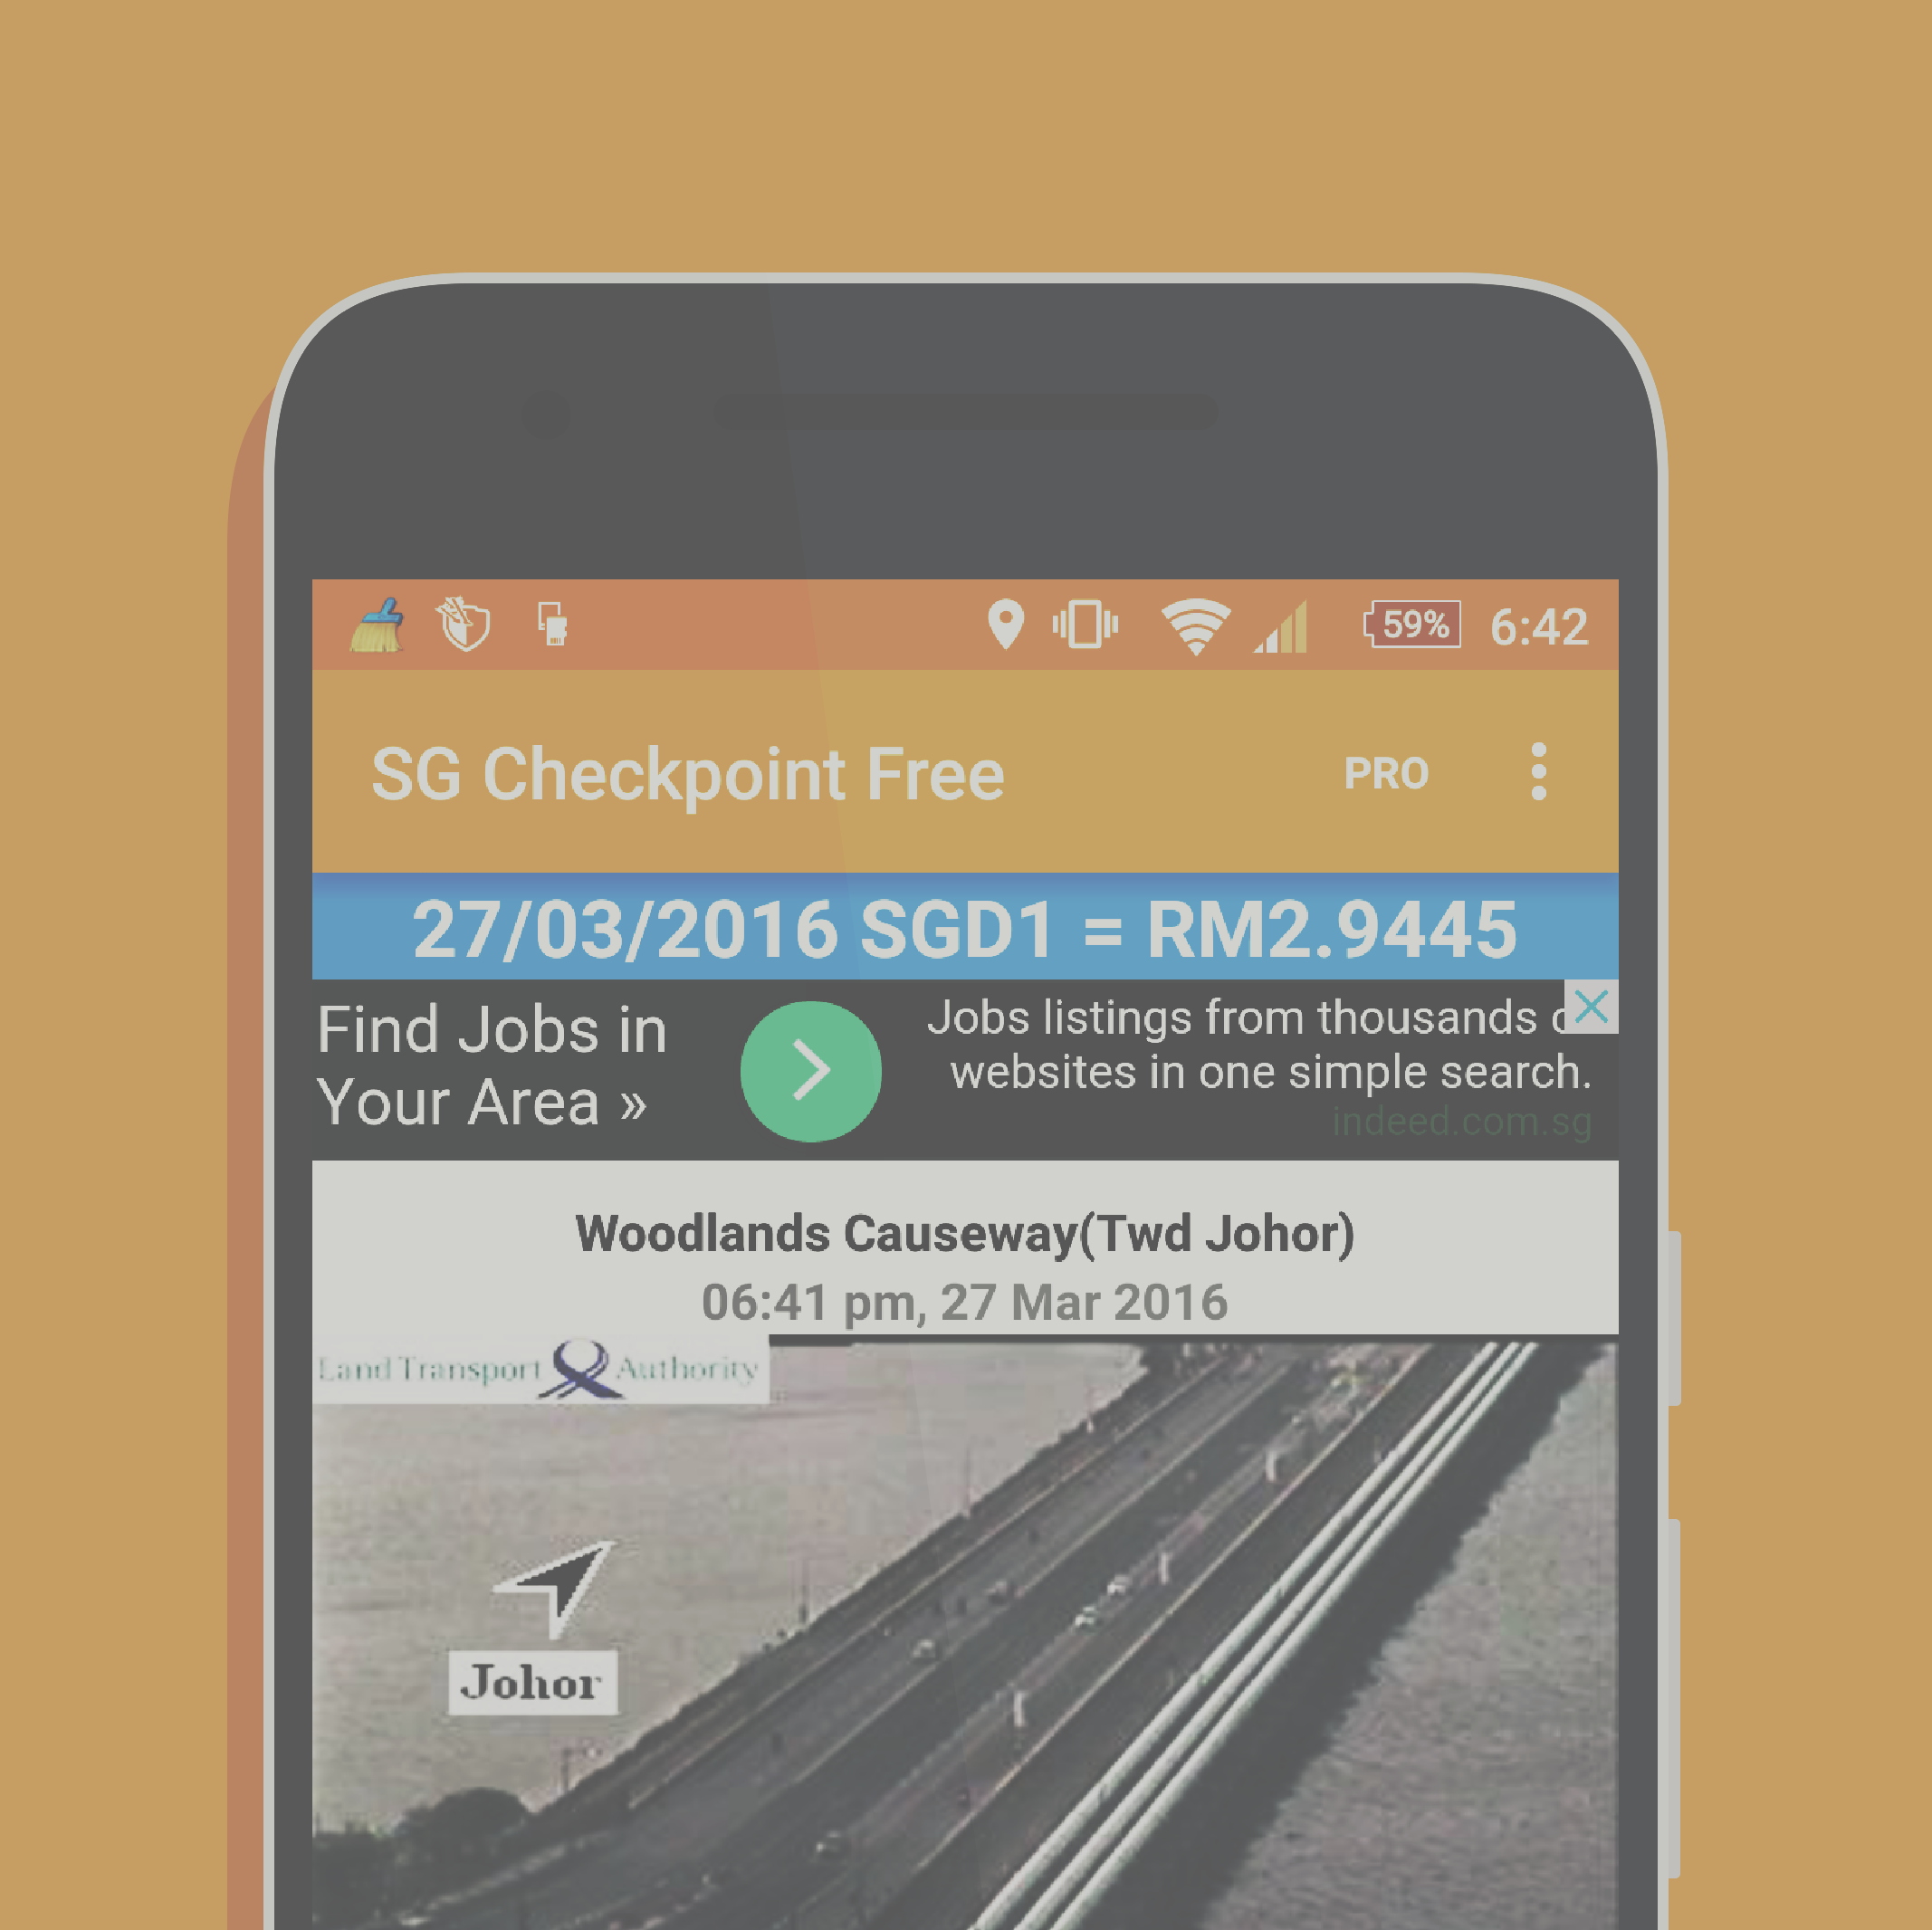 59% 6:42
SG Checkpoint Free PRO
27/03/2016 SGD1 = RM2.9445
Find Jobs in
Your Area »
Jobs listings from thousands
websites in one simple search.
indeed.com.sg
Woodlands Causeway(Twd Johor)
06:41 pm, 27 Mar 2016
Land Transport Authority
Johor